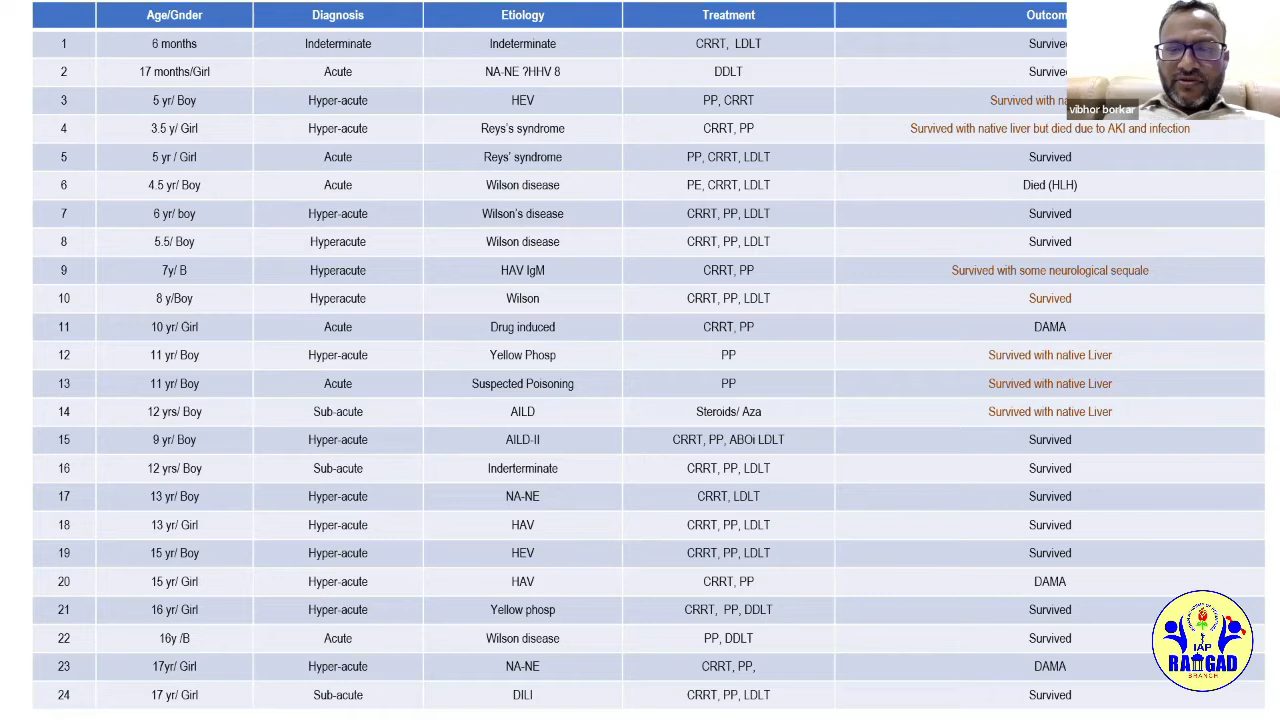 Age/Gnder Diagnosis Etiology Treatment Outcom
1 6 months Indeterminate Indeterminate CRRT, LDLT Survived
2 17 months/Girl Acute NA-NE ?HHV 8 DDLT Survived
3 5 yr/ Boy Hyper-acute HEV PP, CRRT Survived with na
vibhor borkar
4 3.5 y/ Girl Hyper-acute Reys's syndrome CRRT, PP Survived with native liver but died due to AKI and infection
5 5 yr / Girl Acute Reys' syndrome PP, CRRT, LDLT Survived
6 4.5 yr/ Boy Acute Wilson disease PE, CRRT, LDLT Died (HLH)
7 6 yr/ boy Hyper-acute Wilson's disease CRRT, PP, LDLT Survived
8 5.5/ Boy Hyperacute Wilson disease CRRT, PP, LDLT Survived
9 7y/ B Hyperacute HAV IgM CRRT, PP Survived with some neurological sequale
10 8 y/Boy Hyperacute Wilson CRRT, PP, LDLT Survived
11 10 yr/ Girl Acute Drug induced CRRT, PP DAMA
12 11 yr/ Boy Hyper-acute Yellow Phosp PP Survived with native Liver
13 11 yr/ Boy Acute Suspected Poisoning PP Survived with native Liver
14 12 yrs/ Boy Sub-acute AILD Steroids/ Aza Survived with native Liver
15 9 yr/ Boy Hyper-acute AILD-II CRRT, PP, ABOi LDLT Survived
16 12 yrs/ Boy Sub-acute Inderterminate CRRT, PP, LDLT Survived
17 13 yr/ Boy Hyper-acute NA-NE CRRT, LDLT Survived
18 13 yr/ Girl Hyper-acute HAV CRRT, PP, LDLT Survived
19 15 yr/ Boy Hyper-acute HEV CRRT, PP, LDLT Survived
20 15 yr/ Girl Hyper-acute HAV CRRT, PP DAMA
21 16 yr/ Girl Hyper-acute Yellow phosp CRRT, PP, DDLT Survived
22 16y /B Acute Wilson disease PP, DDLT Survived
23 17yr/ Girl Hyper-acute NA-NE CRRT, PP, DAMA
24 17 yr/ Girl Sub-acute DILI CRRT, PP, LDLT Survived
IAP
RAIGAD
BRANCH